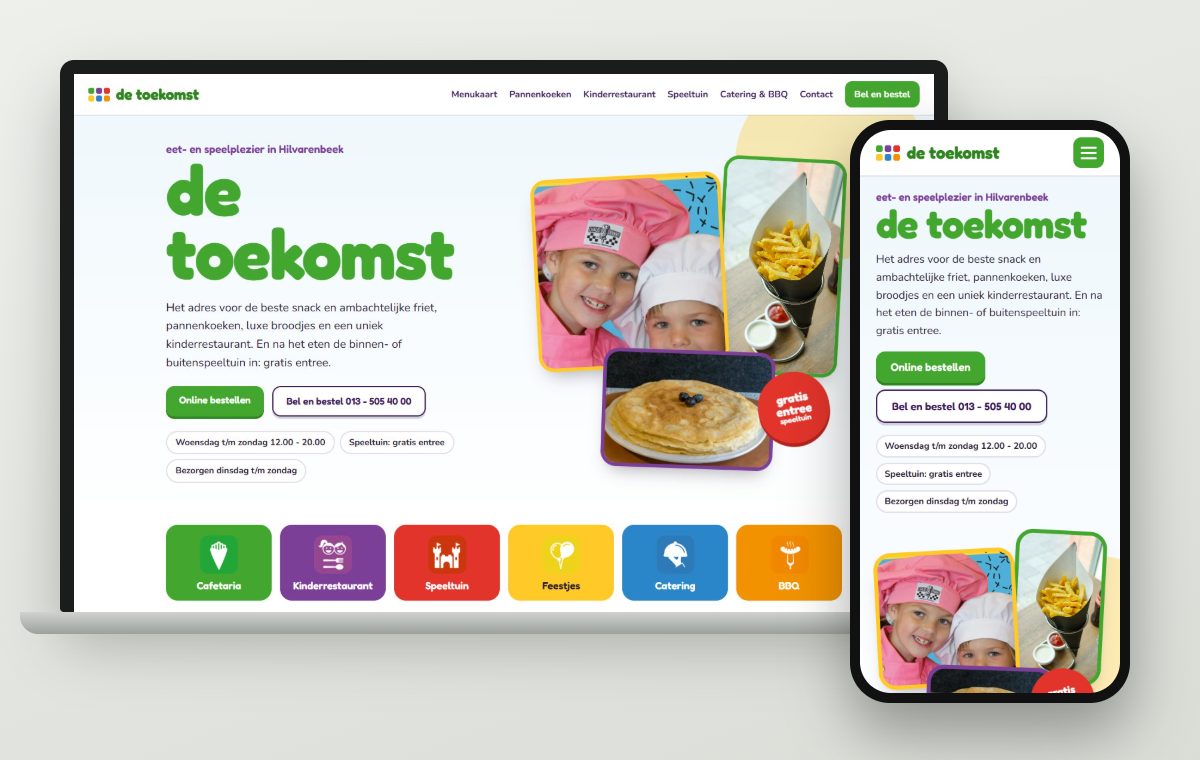 de toekomst
Menukaart
Pannenkoeken
Kinderrestaurant
Speeltuin
Catering & BBQ
Contact
Bel en bestel
eet- en speelplezier in Hilvarenbeek
de
toekomst
Het adres voor de beste snack en ambachtelijke friet,
pannenkoeken, luxe broodjes en een uniek
kinderrestaurant. En na het eten de binnen- of
buitenspeeltuin in: gratis entree.
Online bestellen
Bel en bestel 013 - 505 40 00
Woensdag t/m zondag 12.00 - 20.00
Speeltuin: gratis entree
Bezorgen dinsdag t/m zondag
gratis
entree
speeltuin
Cafetaria
Kinderrestaurant
Speeltuin
Feestjes
Catering
BBQ
de toekomst
eet- en speelplezier in Hilvarenbeek
de toekomst
Het adres voor de beste snack en
ambachtelijke friet, pannenkoeken, luxe
broodjes en een uniek kinderrestaurant. En na
het eten de binnen- of buitenspeeltuin in:
gratis entree.
Online bestellen
Bel en bestel 013 - 505 40 00
Woensdag t/m zondag 12.00 - 20.00
Speeltuin: gratis entree
Bezorgen dinsdag t/m zondag
gratis